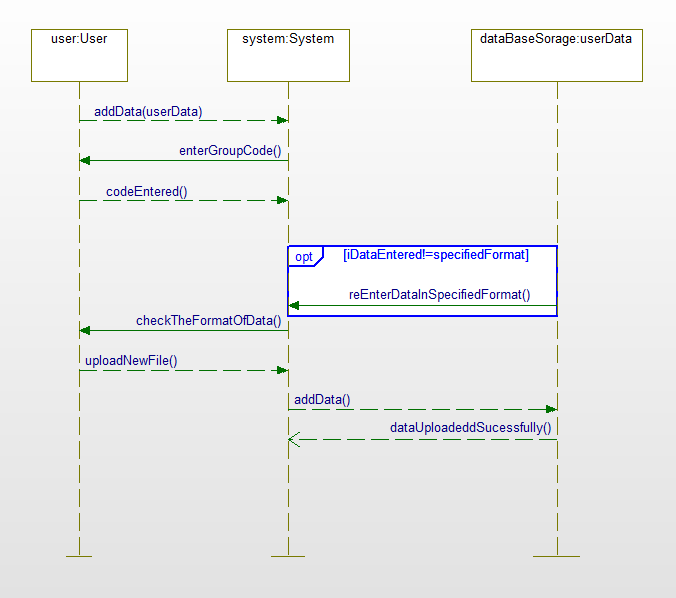 user:User
system:System
dataBaseSorage:userData
addData(userData)
enterGroupCode()
codeEntered()
opt
[iDataEntered!=specifiedFormat]
reEnterDataInSpecifiedFormat()
checkTheFormatOfData()
uploadNewFile()
addData()
dataUploadeddSucessfully()